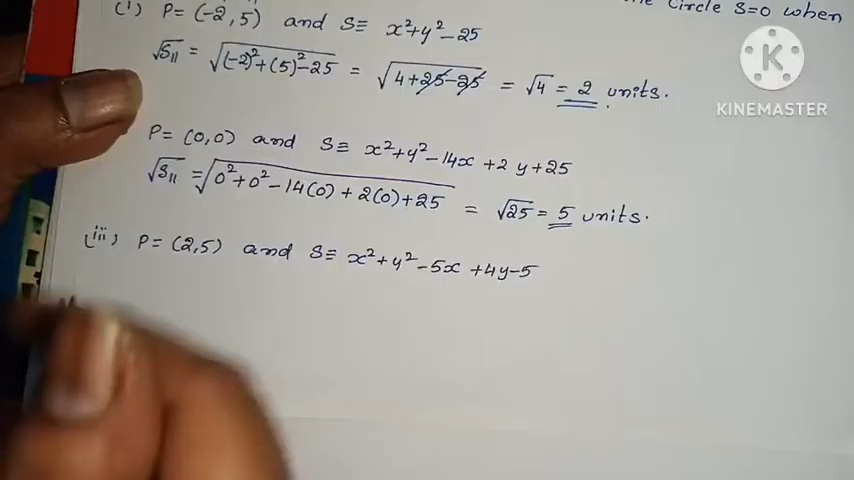 the Circle S=0 when
(i) P= (-2,5) and S≡ x²+y²-25
√S₁₁ = √(-2)²+(5)²-25 = √4+25-25 = √4 = 2 units.
P= (0,0) and S≡ x²+y²-14x+2y+25
√S₁₁ = √0²+0²-14(0)+2(0)+25 = √25 = 5 units.
(iii) P= (2,5) and S≡ x²+y²-5x+4y-5
KINEMASTER